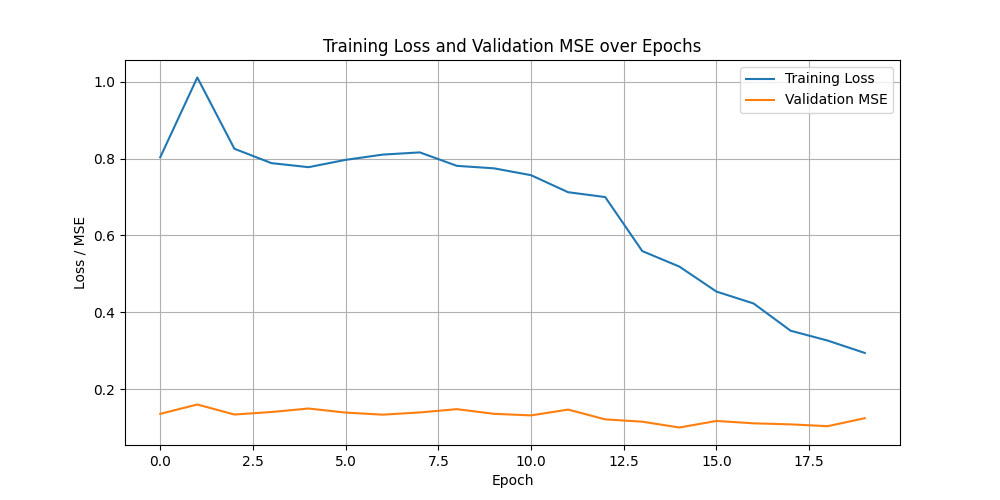 Training Loss and Validation MSE over Epochs
Training Loss
Validation MSE
1.0
0.8
0.6
0.4
0.2
Loss / MSE
0.0 2.5 5.0 7.5 10.0 12.5 15.0 17.5
Epoch